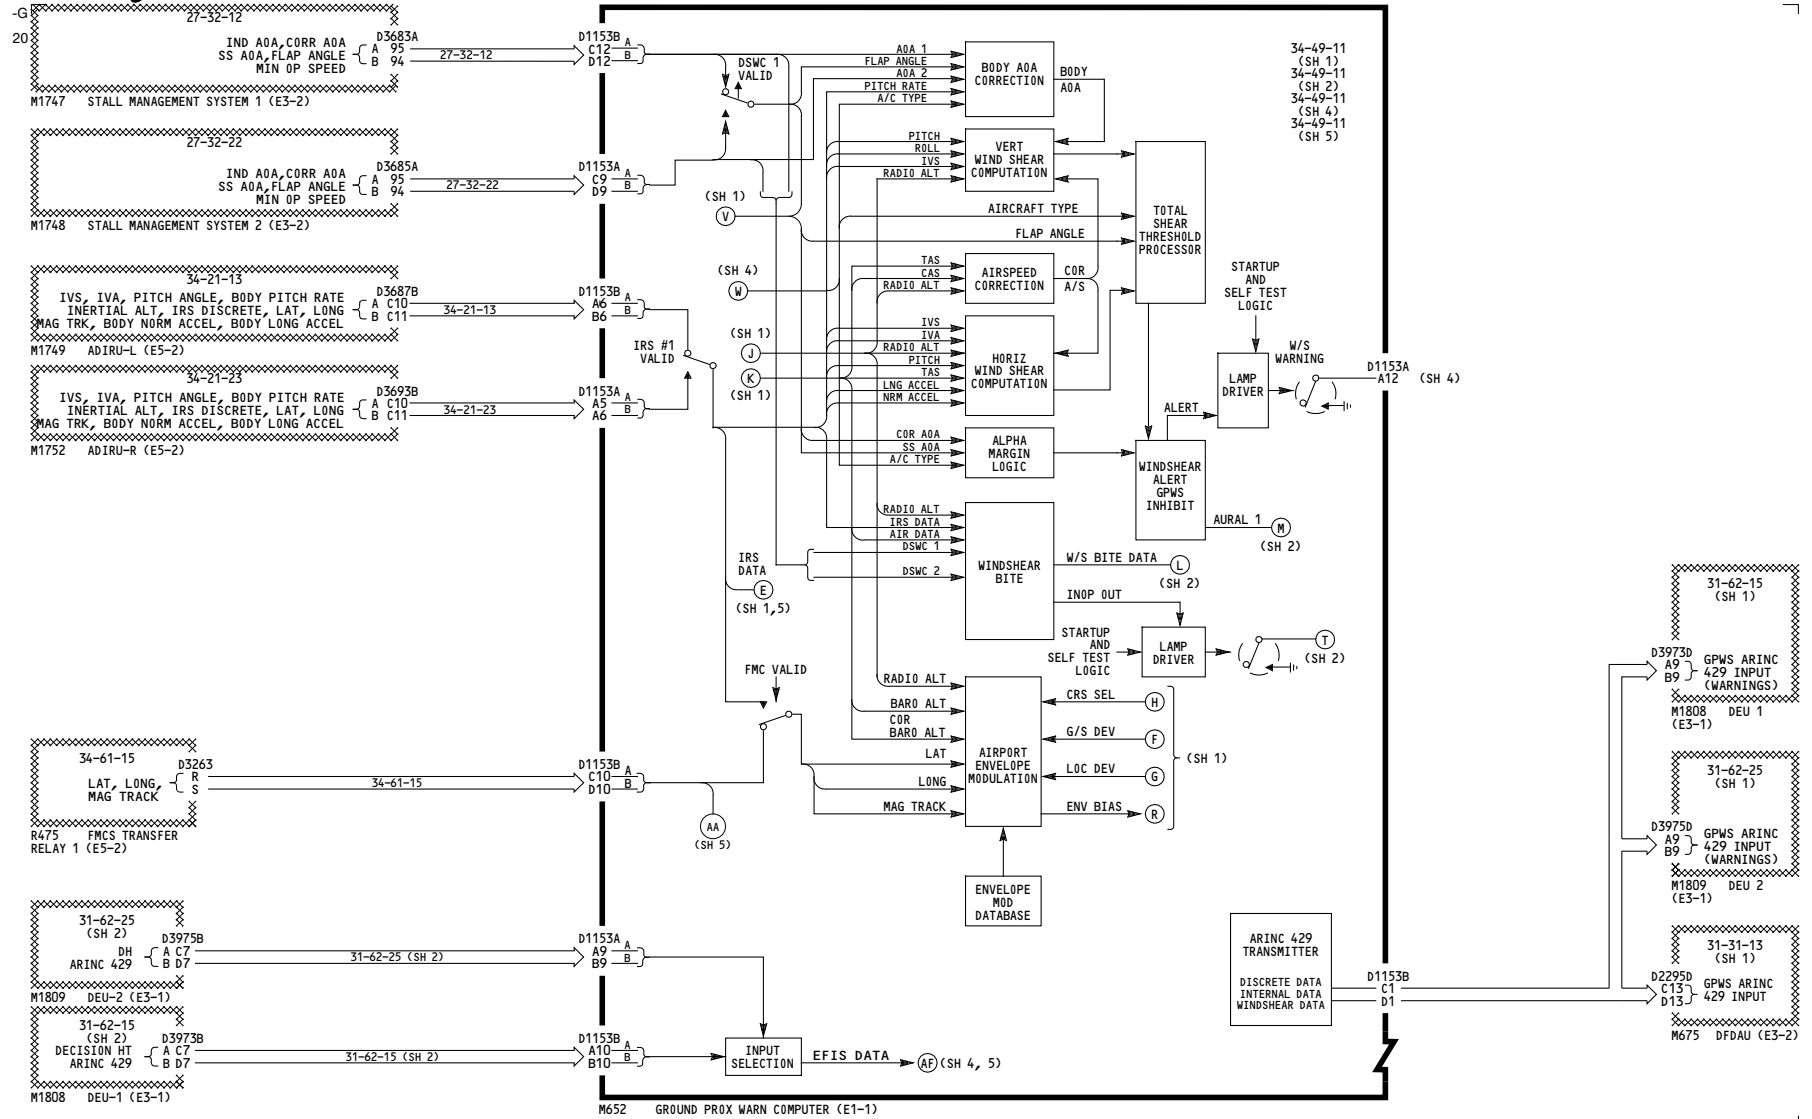 -G
20
27-32-12
IND AOA,CORR AOA
SS AOA,FLAP ANGLE
MIN OP SPEED
D3683A
A 95
B 94
27-32-12
D1153B
C12 A
D12 B
M1747 STALL MANAGEMENT SYSTEM 1 (E3-2)
27-32-22
IND AOA,CORR AOA
SS AOA,FLAP ANGLE
MIN OP SPEED
D3685A
A 95
B 94
27-32-22
D1153A
C9 A
D9 B
M1748 STALL MANAGEMENT SYSTEM 2 (E3-2)
34-21-13
IVS, IVA, PITCH ANGLE, BODY PITCH RATE
INERTIAL ALT, IRS DISCRETE, LAT, LONG
MAG TRK, BODY NORM ACCEL, BODY LONG ACCEL
D3687B
A C10
B C11
34-21-13
D1153B
A6 A
B6 B
M1749 ADIRU-L (E5-2)
34-21-23
IVS, IVA, PITCH ANGLE, BODY PITCH RATE
INERTIAL ALT, IRS DISCRETE, LAT, LONG
MAG TRK, BODY NORM ACCEL, BODY LONG ACCEL
D3693B
A C10
B C11
34-21-23
D1153A
A5 A
A6 B
M1752 ADIRU-R (E5-2)
34-61-15
LAT, LONG,
MAG TRACK
D3263
R
S
34-61-15
D1153B
C10 A
D10 B
R475 FMCS TRANSFER
RELAY 1 (E5-2)
31-62-25
(SH 2)
DH
ARINC 429
D3975B
A C7
B D7
31-62-25 (SH 2)
D1153A
A9 A
B9 B
M1809 DEU-2 (E3-1)
31-62-15
(SH 2)
DECISION HT
ARINC 429
D3973B
A C7
B D7
31-62-15 (SH 2)
D1153B
A10 A
B10 B
M1808 DEU-1 (E3-1)
DSWC 1
VALID
(SH 1)
V
(SH 4)
W
IRS #1
VALID
(SH 1)
J
K
(SH 1)
IRS
DATA
E
(SH 1,5)
FMC VALID
AA
(SH 5)
AOA 1
FLAP ANGLE
AOA 2
PITCH RATE
A/C TYPE
BODY AOA
CORRECTION
BODY
AOA
PITCH
ROLL
IVS
RADIO ALT
VERT
WIND SHEAR
COMPUTATION
AIRCRAFT TYPE
FLAP ANGLE
TOTAL
SHEAR
THRESHOLD
PROCESSOR
TAS
CAS
RADIO ALT
AIRSPEED
CORRECTION
COR
A/S
IVS
IVA
RADIO ALT
PITCH
TAS
LNG ACCEL
NRM ACCEL
HORIZ
WIND SHEAR
COMPUTATION
COR AOA
SS AOA
A/C TYPE
ALPHA
MARGIN
LOGIC
STARTUP
AND
SELF TEST
LOGIC
LAMP
DRIVER
W/S
WARNING
D1153A
A12 (SH 4)
ALERT
WINDSHEAR
ALERT
GPWS
INHIBIT
AURAL 1
M
(SH 2)
RADIO ALT
IRS DATA
AIR DATA
DSWC 1
DSWC 2
WINDSHEAR
BITE
W/S BITE DATA
L
(SH 2)
INOP OUT
STARTUP
AND
SELF TEST
LOGIC
LAMP
DRIVER
T
(SH 2)
RADIO ALT
BARO ALT
COR
BARO ALT
LAT
LONG
MAG TRACK
AIRPORT
ENVELOPE
MODULATION
CRS SEL
H
G/S DEV
F
LOC DEV
G
ENV BIAS
R
(SH 1)
ENVELOPE
MOD
DATABASE
INPUT
SELECTION
EFIS DATA
AF
(SH 4, 5)
ARINC 429
TRANSMITTER
DISCRETE DATA
INTERNAL DATA
WINDSHEAR DATA
D1153B
C1
D1
M652 GROUND PROX WARN COMPUTER (E1-1)
34-49-11
(SH 1)
34-49-11
(SH 2)
34-49-11
(SH 4)
34-49-11
(SH 5)
31-62-15
(SH 1)
D3973D
A9
B9
GPWS ARINC
429 INPUT
(WARNINGS)
M1808 DEU 1
(E3-1)
31-62-25
(SH 1)
D3975D
A9
B9
GPWS ARINC
429 INPUT
(WARNINGS)
M1809 DEU 2
(E3-1)
31-31-13
(SH 1)
D2295D
C13
D13
GPWS ARINC
429 INPUT
M675 DFDAU (E3-2)